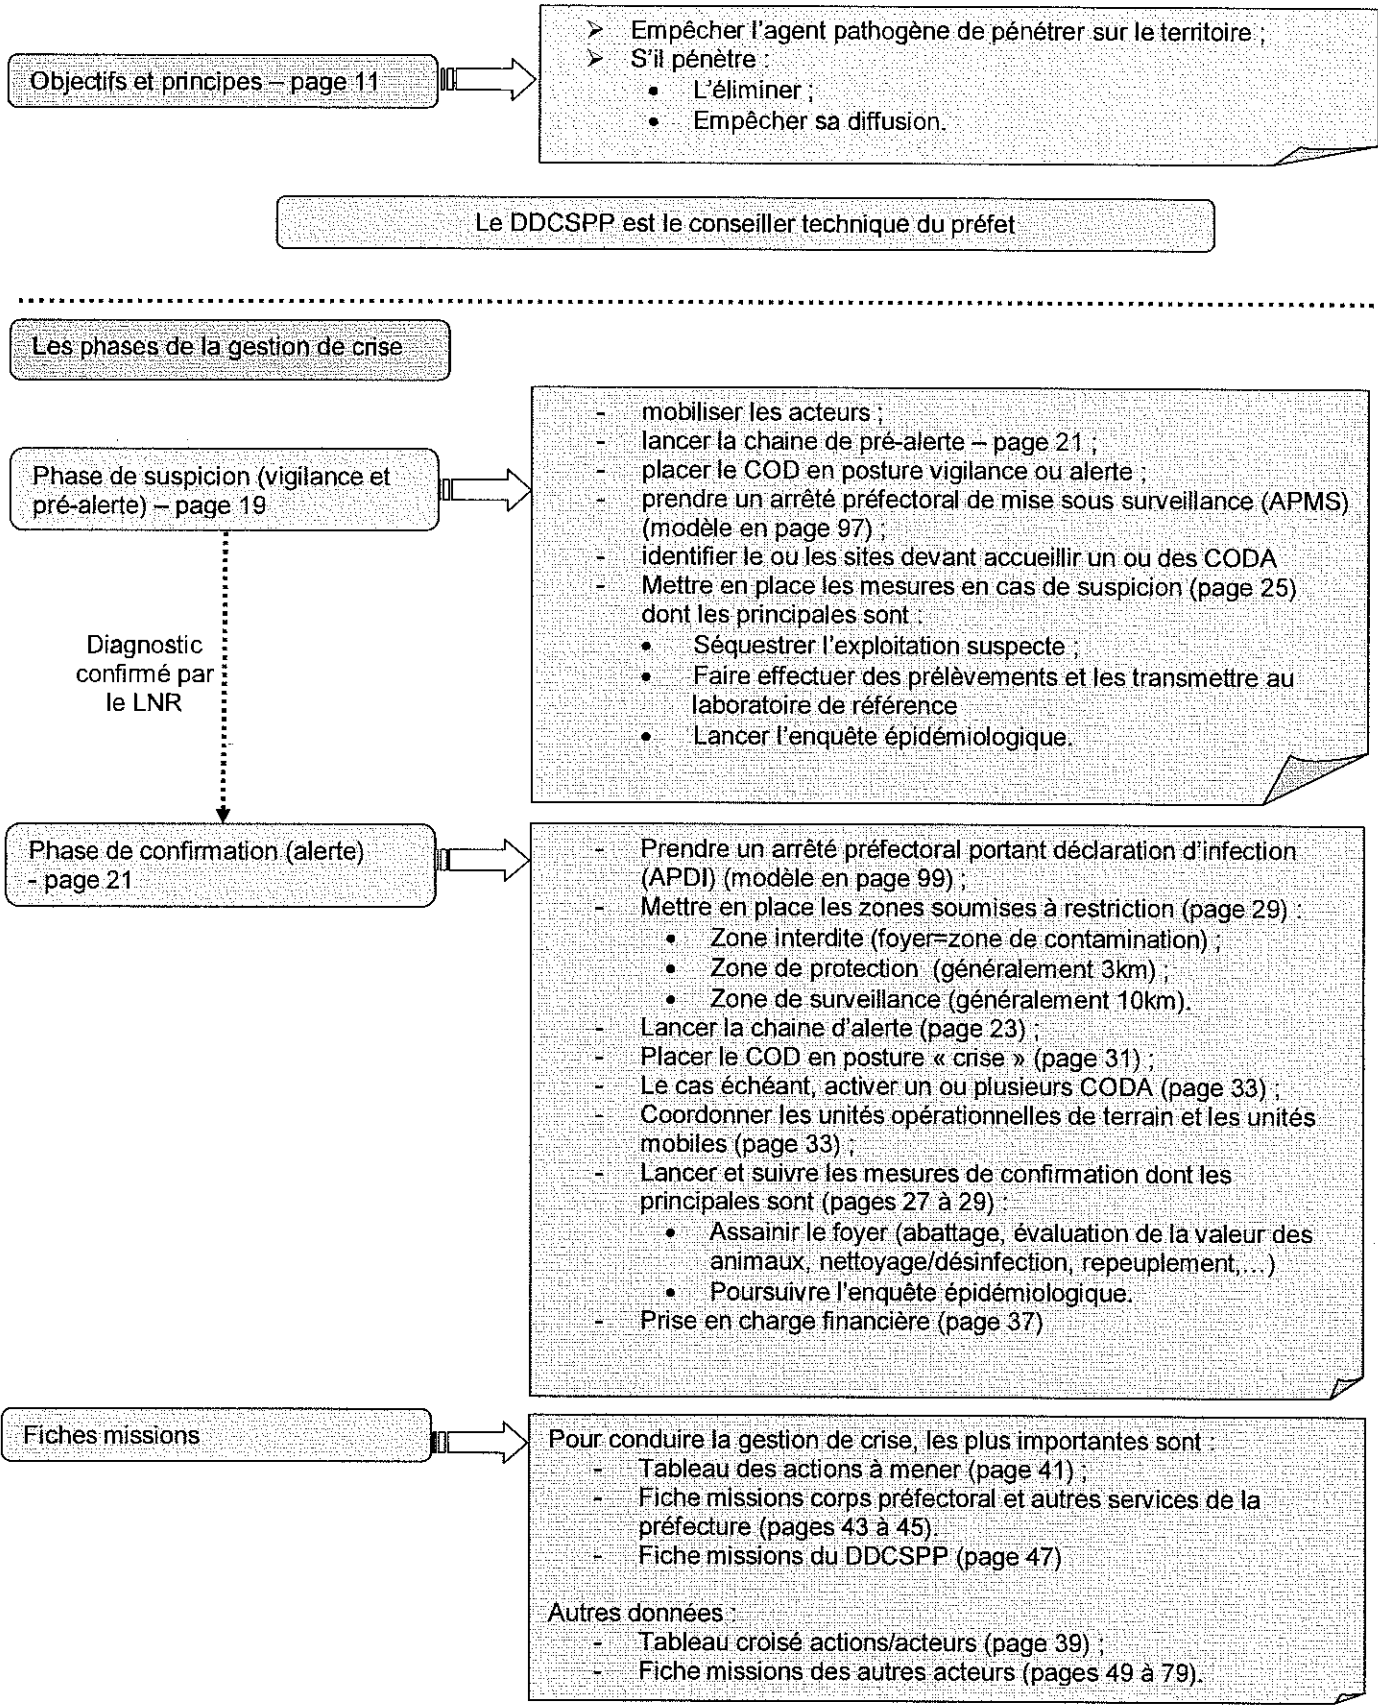 Objectifs et principes – page 11
➢ Empêcher l'agent pathogène de pénétrer sur le territoire ;
➢ S'il pénètre :
• L'éliminer ;
• Empêcher sa diffusion.
Le DDCSPP est le conseiller technique du préfet
Les phases de la gestion de crise
Phase de suspicion (vigilance et
pré-alerte) – page 19
- mobiliser les acteurs ;
- lancer la chaine de pré-alerte – page 21 ;
- placer le COD en posture vigilance ou alerte ;
- prendre un arrêté préfectoral de mise sous surveillance (APMS)
(modèle en page 97) ;
- identifier le ou les sites devant accueillir un ou des CODA
- Mettre en place les mesures en cas de suspicion (page 25)
dont les principales sont :
• Séquestrer l'exploitation suspecte ;
• Faire effectuer des prélèvements et les transmettre au
laboratoire de référence
• Lancer l'enquête épidémiologique.
Diagnostic
confirmé par
le LNR
Phase de confirmation (alerte)
- page 21
- Prendre un arrêté préfectoral portant déclaration d'infection
(APDI) (modèle en page 99) ;
- Mettre en place les zones soumises à restriction (page 29) :
• Zone interdite (foyer=zone de contamination) ;
• Zone de protection (généralement 3km) ;
• Zone de surveillance (généralement 10km).
- Lancer la chaine d'alerte (page 23) ;
- Placer le COD en posture « crise » (page 31) ;
- Le cas échéant, activer un ou plusieurs CODA (page 33) ;
- Coordonner les unités opérationnelles de terrain et les unités
mobiles (page 33) ;
- Lancer et suivre les mesures de confirmation dont les
principales sont (pages 27 à 29) :
• Assainir le foyer (abattage, évaluation de la valeur des
animaux, nettoyage/désinfection, repeuplement,…)
• Poursuivre l'enquête épidémiologique.
- Prise en charge financière (page 37)
Fiches missions
Pour conduire la gestion de crise, les plus importantes sont :
- Tableau des actions à mener (page 41) ;
- Fiche missions corps préfectoral et autres services de la
préfecture (pages 43 à 45).
- Fiche missions du DDCSPP (page 47)
Autres données :
- Tableau croisé actions/acteurs (page 39) ;
- Fiche missions des autres acteurs (pages 49 à 79).